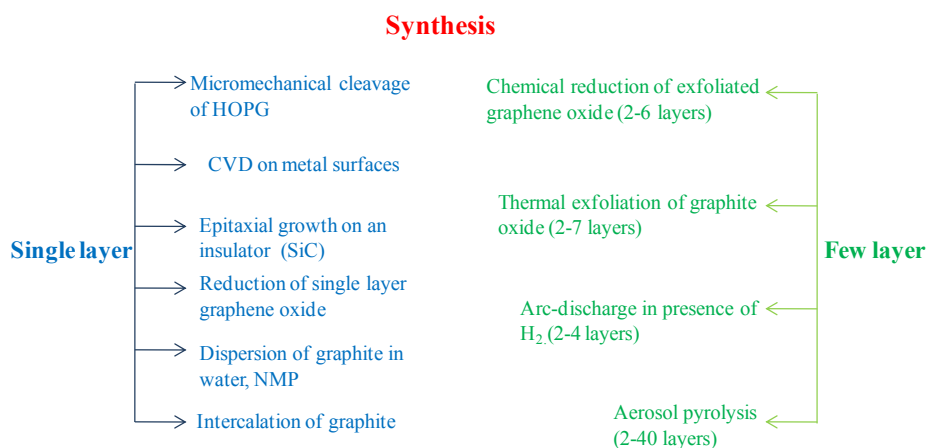 Synthesis
Single layer
Micromechanical cleavage
of HOPG
CVD on metal surfaces
Epitaxial growth on an
insulator (SiC)
Reduction of single layer
graphene oxide
Dispersion of graphite in
water, NMP
Intercalation of graphite
Few layer
Chemical reduction of exfoliated
graphene oxide (2-6 layers)
Thermal exfoliation of graphite
oxide (2-7 layers)
Arc-discharge in presence of
H₂.(2-4 layers)
Aerosol pyrolysis
(2-40 layers)